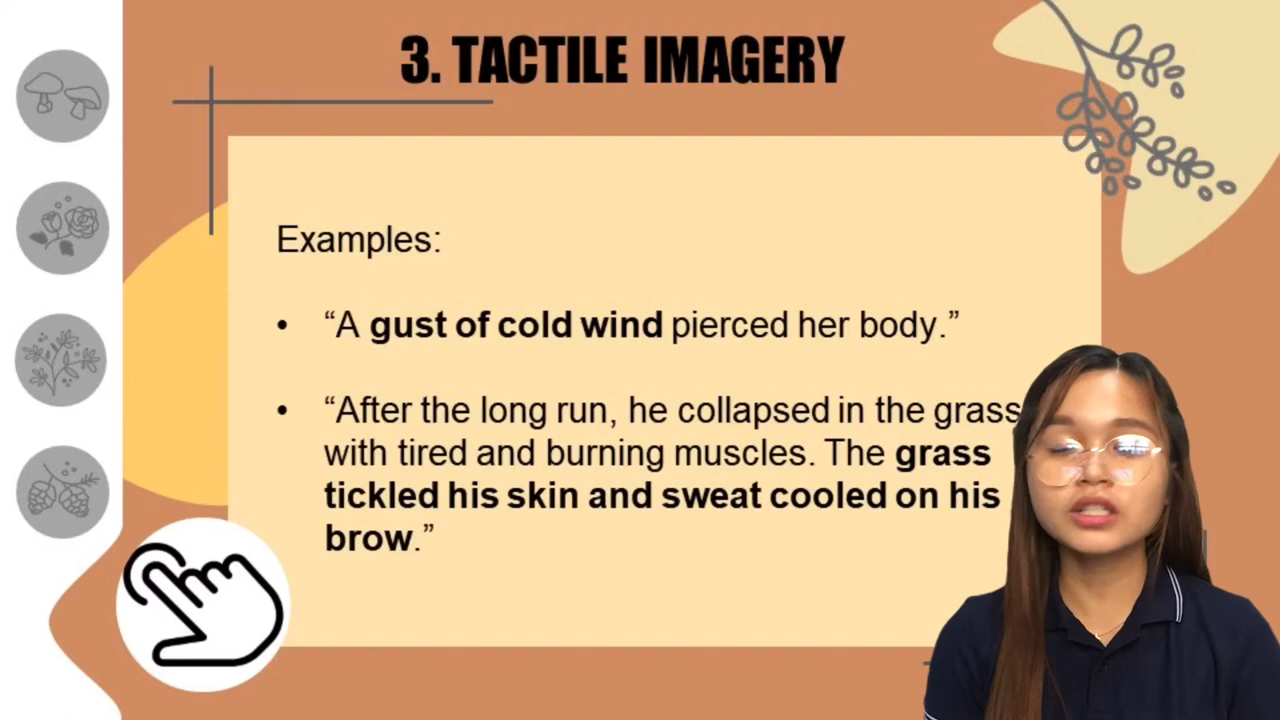 3. TACTILE IMAGERY
Examples:
• “A gust of cold wind pierced her body.”
• “After the long run, he collapsed in the grass
with tired and burning muscles. The grass
tickled his skin and sweat cooled on his
brow.”